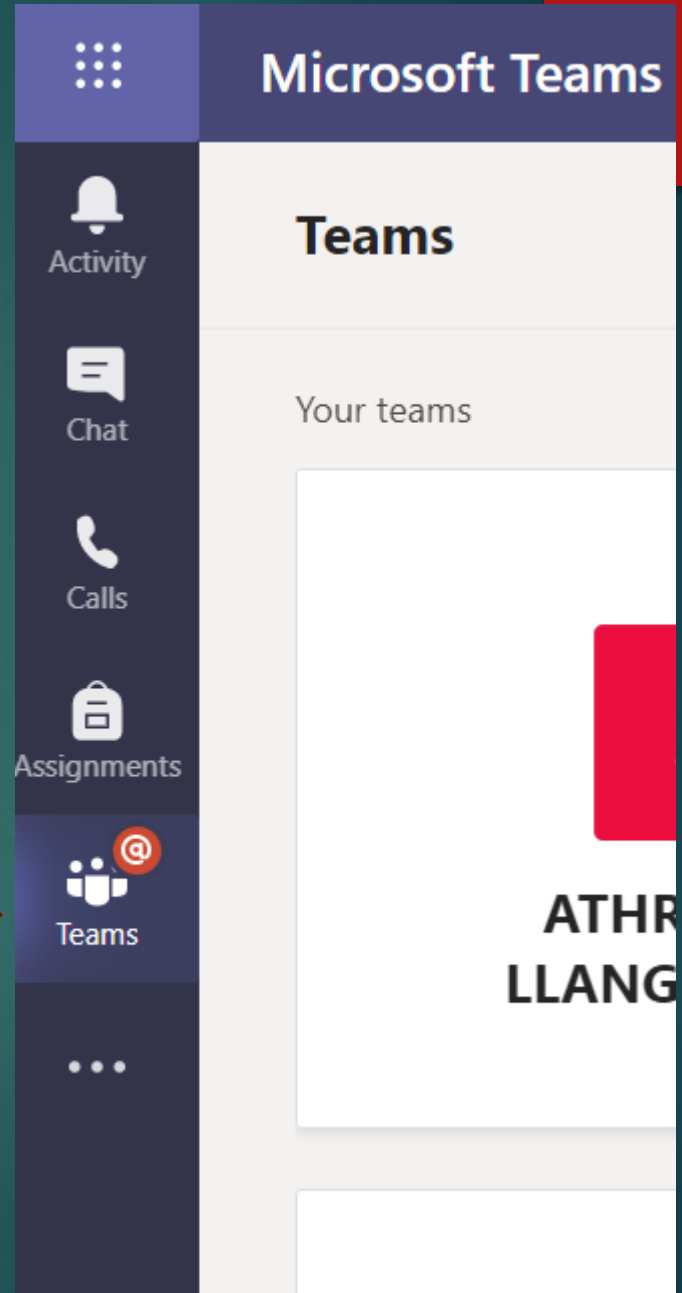 Microsoft Teams
Activity
Teams
Chat
Your teams
Calls
Assignments
@
Teams
ATHR
LLANG